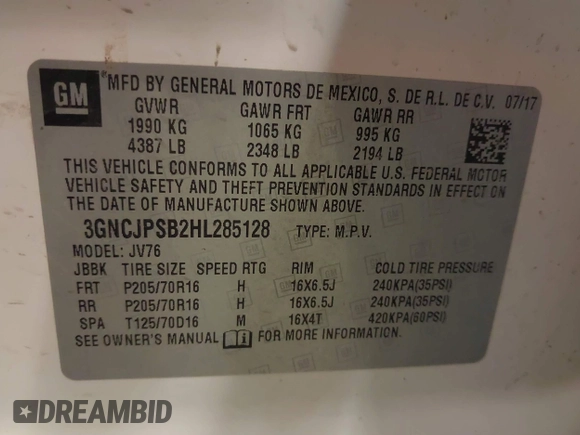 GM
MFD BY GENERAL MOTORS DE MEXICO, S. DE R.L. DE C.V. 07/17
GVWR GAWR FRT GAWR RR
1990 KG 1065 KG 995 KG
4387 LB 2348 LB 2194 LB
THIS VEHICLE CONFORMS TO ALL APPLICABLE U.S. FEDERAL MOTOR
VEHICLE SAFETY AND THEFT PREVENTION STANDARDS IN EFFECT ON
THE DATE OF MANUFACTURE SHOWN ABOVE.
3GNCJPSB2HL285128 TYPE: M.P.V.
MODEL: JV76
JBBK TIRE SIZE SPEED RTG RIM COLD TIRE PRESSURE
FRT P205/70R16 H 16X6.5J 240KPA(35PSI)
RR P205/70R16 H 16X6.5J 240KPA(35PSI)
SPA T125/70D16 M 16X4T 420KPA(60PSI)
SEE OWNER'S MANUAL FOR MORE INFORMATION.
DREAMBID